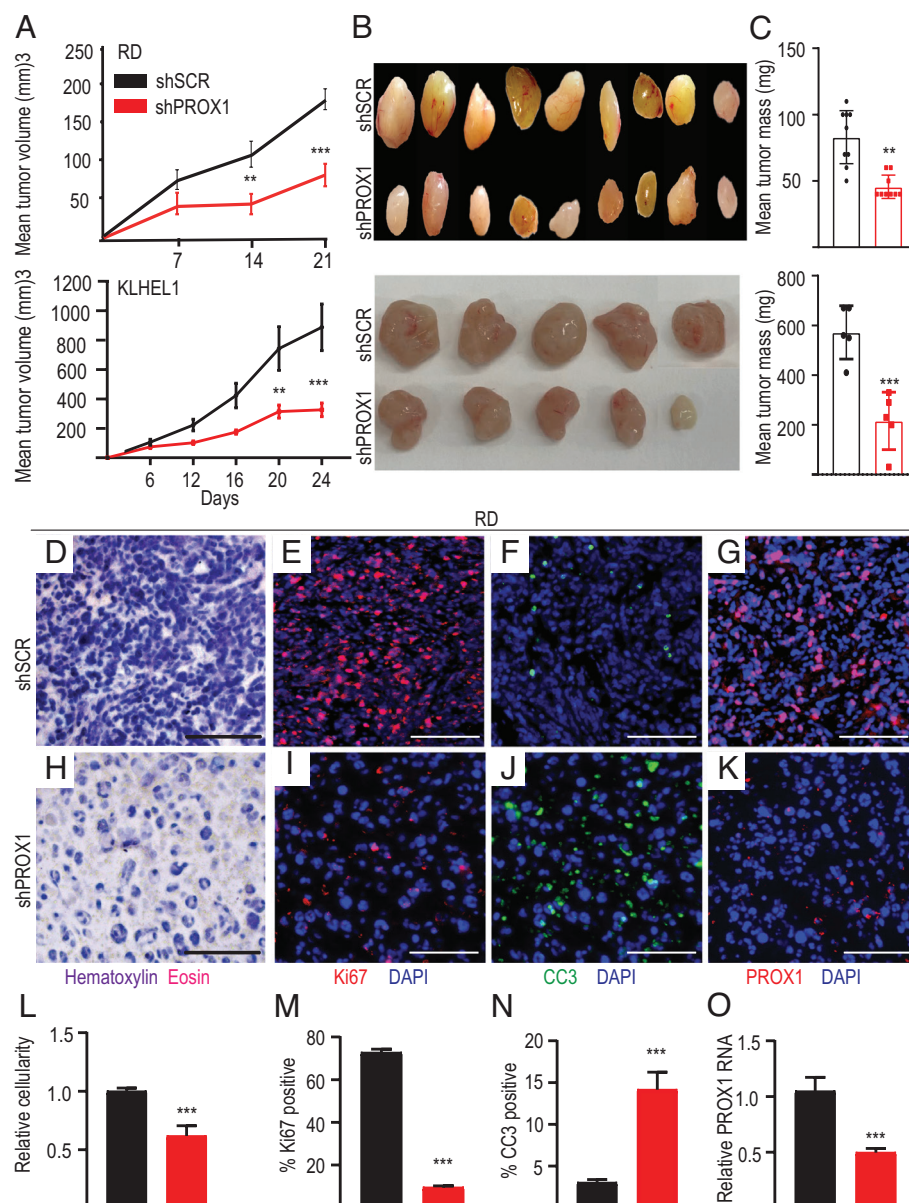 A
Mean tumor volume (mm)3
250
200
150
100
50
RD
shSCR
shPROX1
**
***
7 14 21
Mean tumor volume (mm)3
1200
1000
800
600
400
200
KLHEL1
**
***
6 12 16 20 24
Days
B
shSCR
shPROX1
shSCR
shPROX1
C
Mean tumor mass (mg)
150
100
50
**
Mean tumor mass (mg)
800
600
400
200
***
RD
D E F G
shSCR
H I J K
shPROX1
Hematoxylin Eosin
Ki67 DAPI
CC3 DAPI
PROX1 DAPI
L
Relative cellularity
1.5
1.0
0.5
***
M
% Ki67 positive
80
60
40
20
***
N
% CC3 positive
20
15
10
5
***
O
Relative PROX1 RNA
1.5
1.0
0.5
***